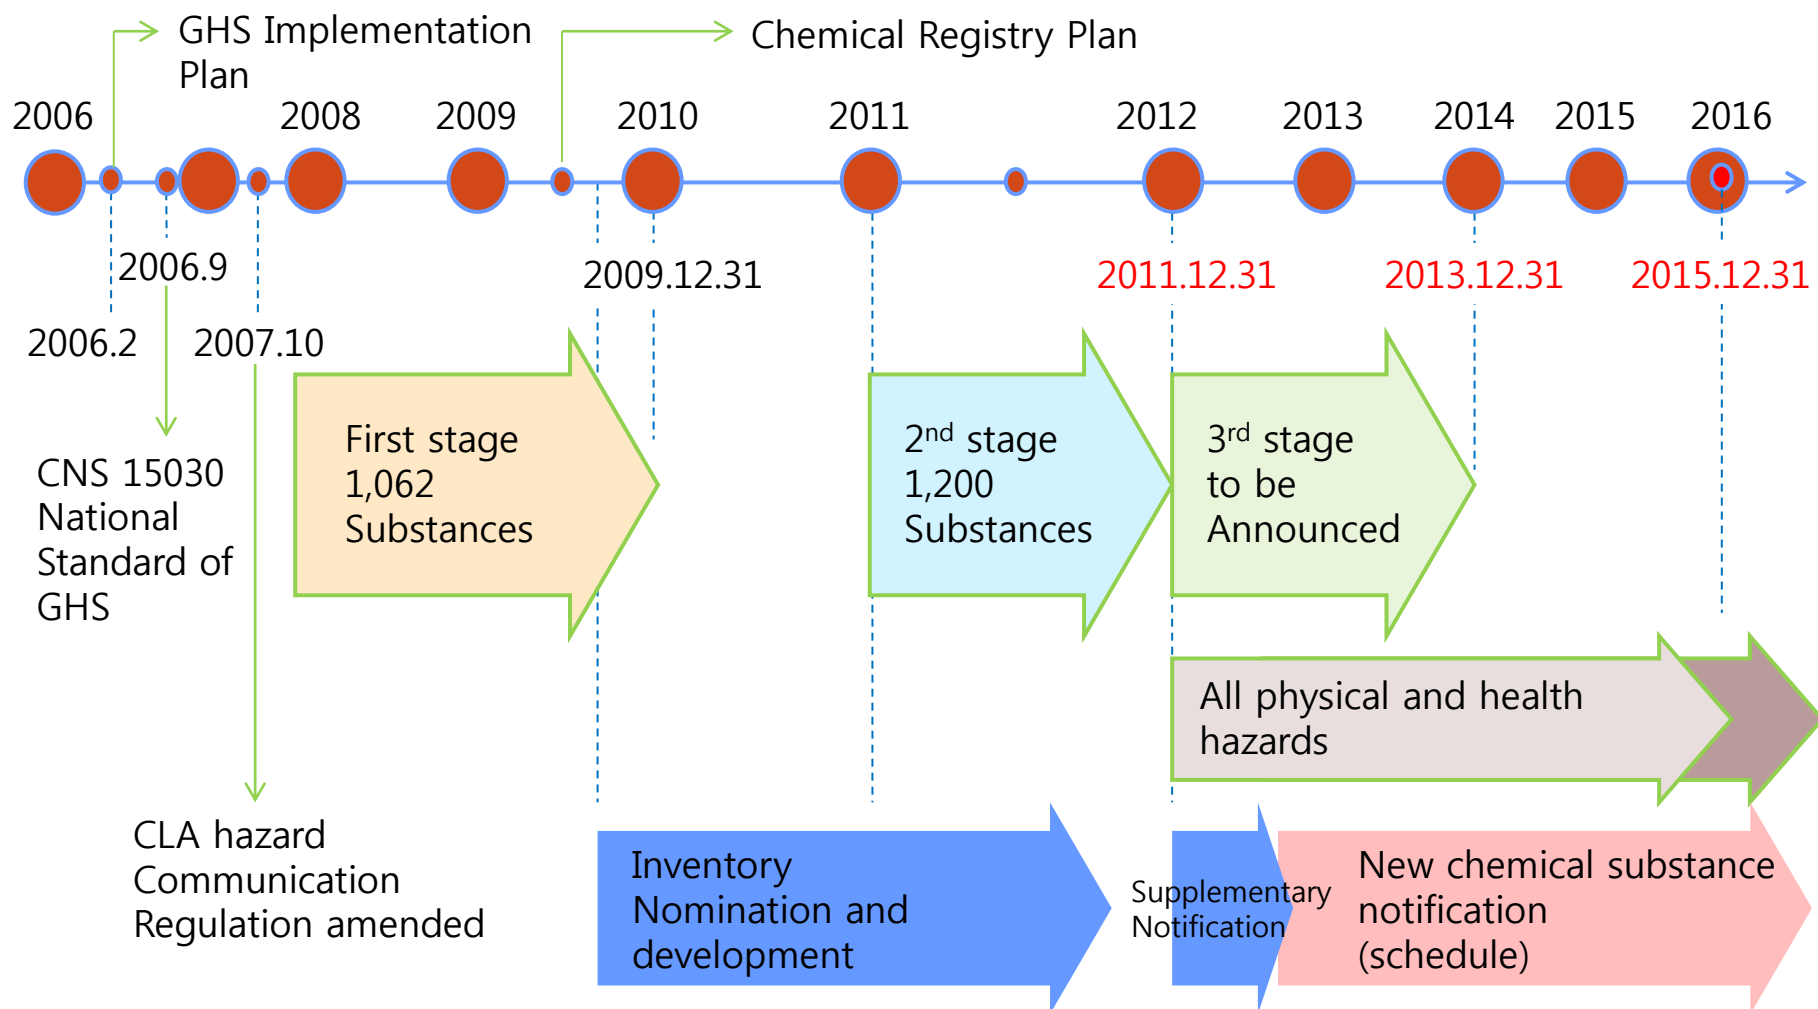 GHS Implementation
Plan
Chemical Registry Plan
2006
2008
2009
2010
2011
2012
2013
2014
2015
2016
2006.9
2009.12.31
2011.12.31
2013.12.31
2015.12.31
2006.2
2007.10
First stage
1,062
Substances
2nd stage
1,200
Substances
3rd stage
to be
Announced
CNS 15030
National
Standard of
GHS
All physical and health
hazards
CLA hazard
Communication
Regulation amended
Inventory
Nomination and
development
Supplementary
Notification
New chemical substance
notification
(schedule)